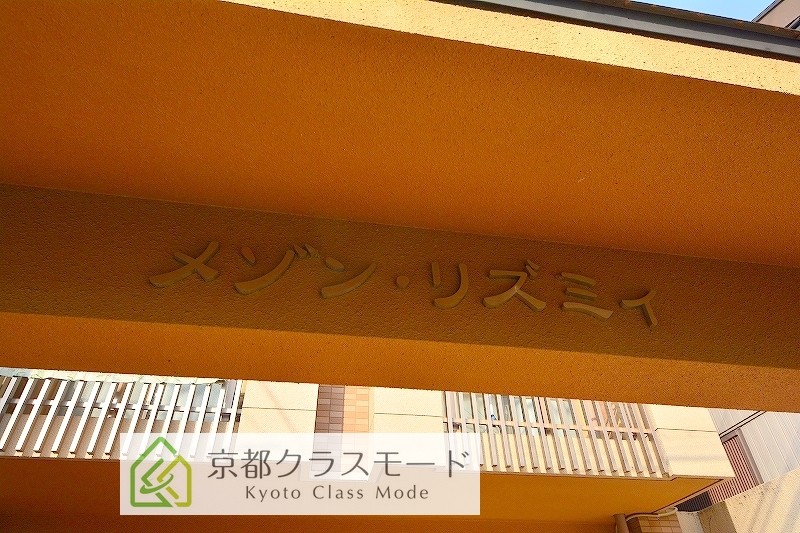 メゾン・リズミィ
京都クラスモード
Kyoto Class Mode